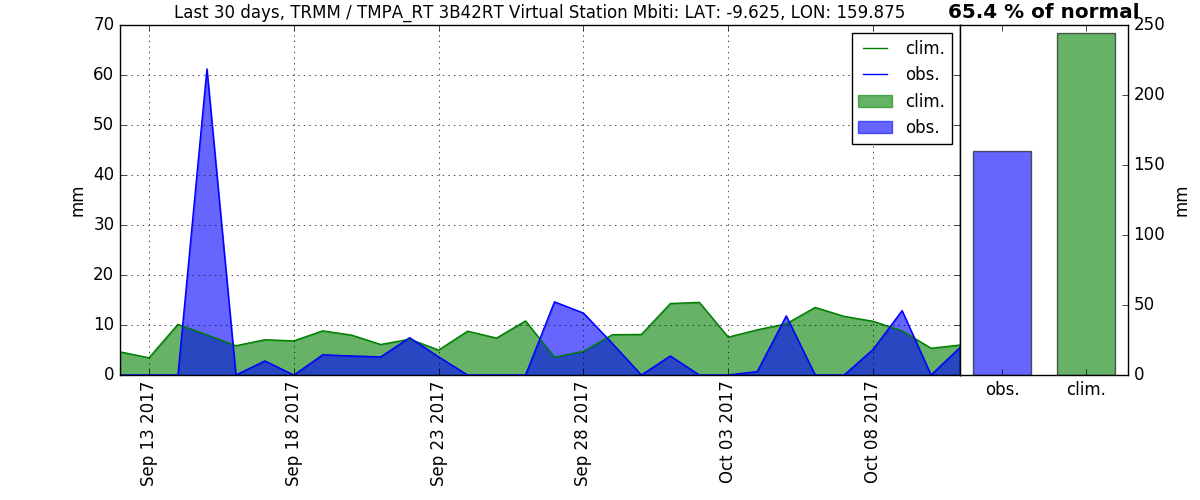 Last 30 days, TRMM / TMPA_RT 3B42RT Virtual Station Mbiti: LAT: -9.625, LON: 159.875
65.4 % of normal
70
60
50
40
30
20
10
0
mm
clim.
obs.
clim.
obs.
Sep 13 2017
Sep 18 2017
Sep 23 2017
Sep 28 2017
Oct 03 2017
Oct 08 2017
250
200
150
100
50
0
mm
obs.
clim.